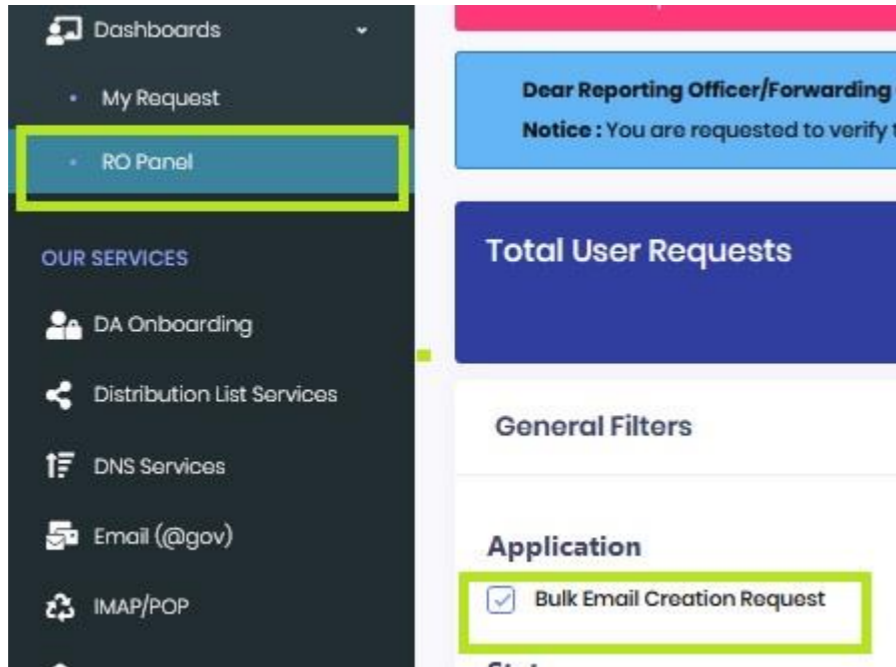 Dashboards
My Request
RO Panel
OUR SERVICES
DA Onboarding
Distribution List Services
DNS Services
Email (@gov)
IMAP/POP
Dear Reporting Officer/Forwarding
Notice : You are requested to verify
Total User Requests
General Filters
Application
Bulk Email Creation Request